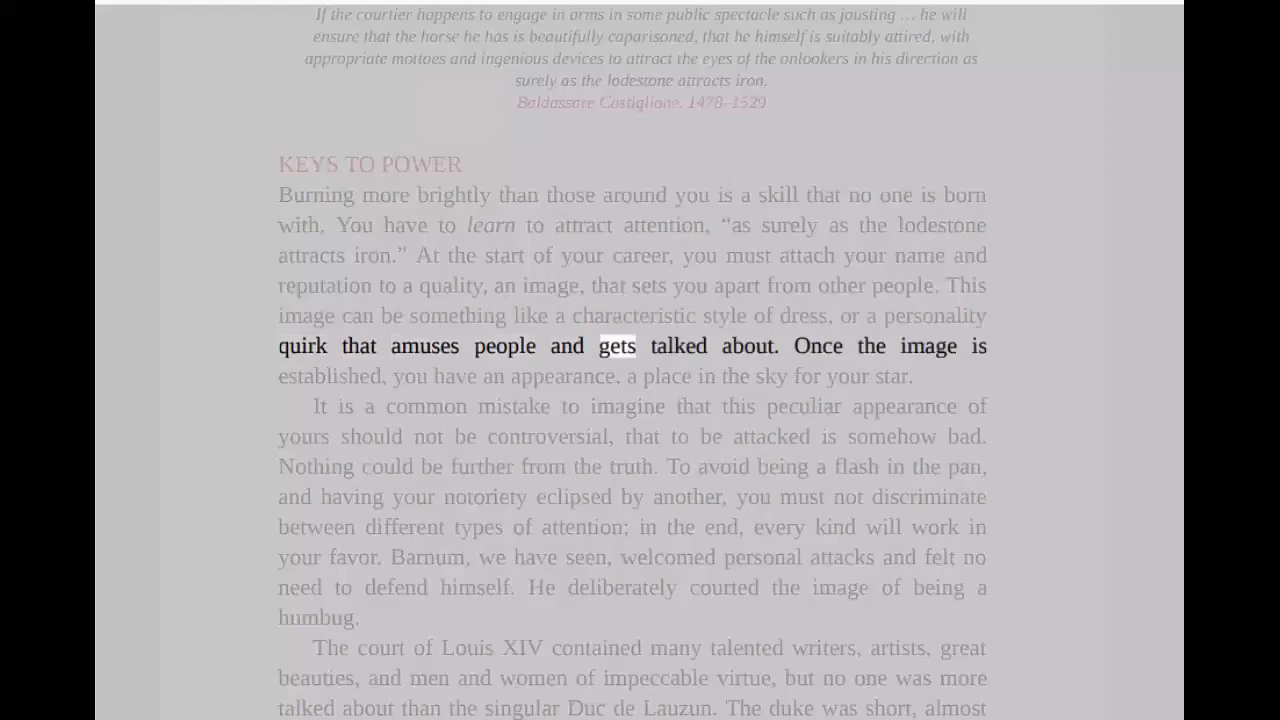 If the courtier happens to engage in arms in some public spectacle such as jousting … he will
ensure that the horse he has is beautifully caparisoned, that he himself is suitably attired, with
appropriate mottoes and ingenious devices to attract the eyes of the onlookers in his direction as
surely as the lodestone attracts iron.
Baldassare Castiglione, 1478–1529
KEYS TO POWER
Burning more brightly than those around you is a skill that no one is born
with. You have to learn to attract attention, “as surely as the lodestone
attracts iron.” At the start of your career, you must attach your name and
reputation to a quality, an image, that sets you apart from other people. This
image can be something like a characteristic style of dress, or a personality
quirk that amuses people and gets talked about. Once the image is
established, you have an appearance, a place in the sky for your star.
It is a common mistake to imagine that this peculiar appearance of
yours should not be controversial, that to be attacked is somehow bad.
Nothing could be further from the truth. To avoid being a flash in the pan,
and having your notoriety eclipsed by another, you must not discriminate
between different types of attention; in the end, every kind will work in
your favor. Barnum, we have seen, welcomed personal attacks and felt no
need to defend himself. He deliberately courted the image of being a
humbug.
The court of Louis XIV contained many talented writers, artists, great
beauties, and men and women of impeccable virtue, but no one was more
talked about than the singular Duc de Lauzun. The duke was short, almost